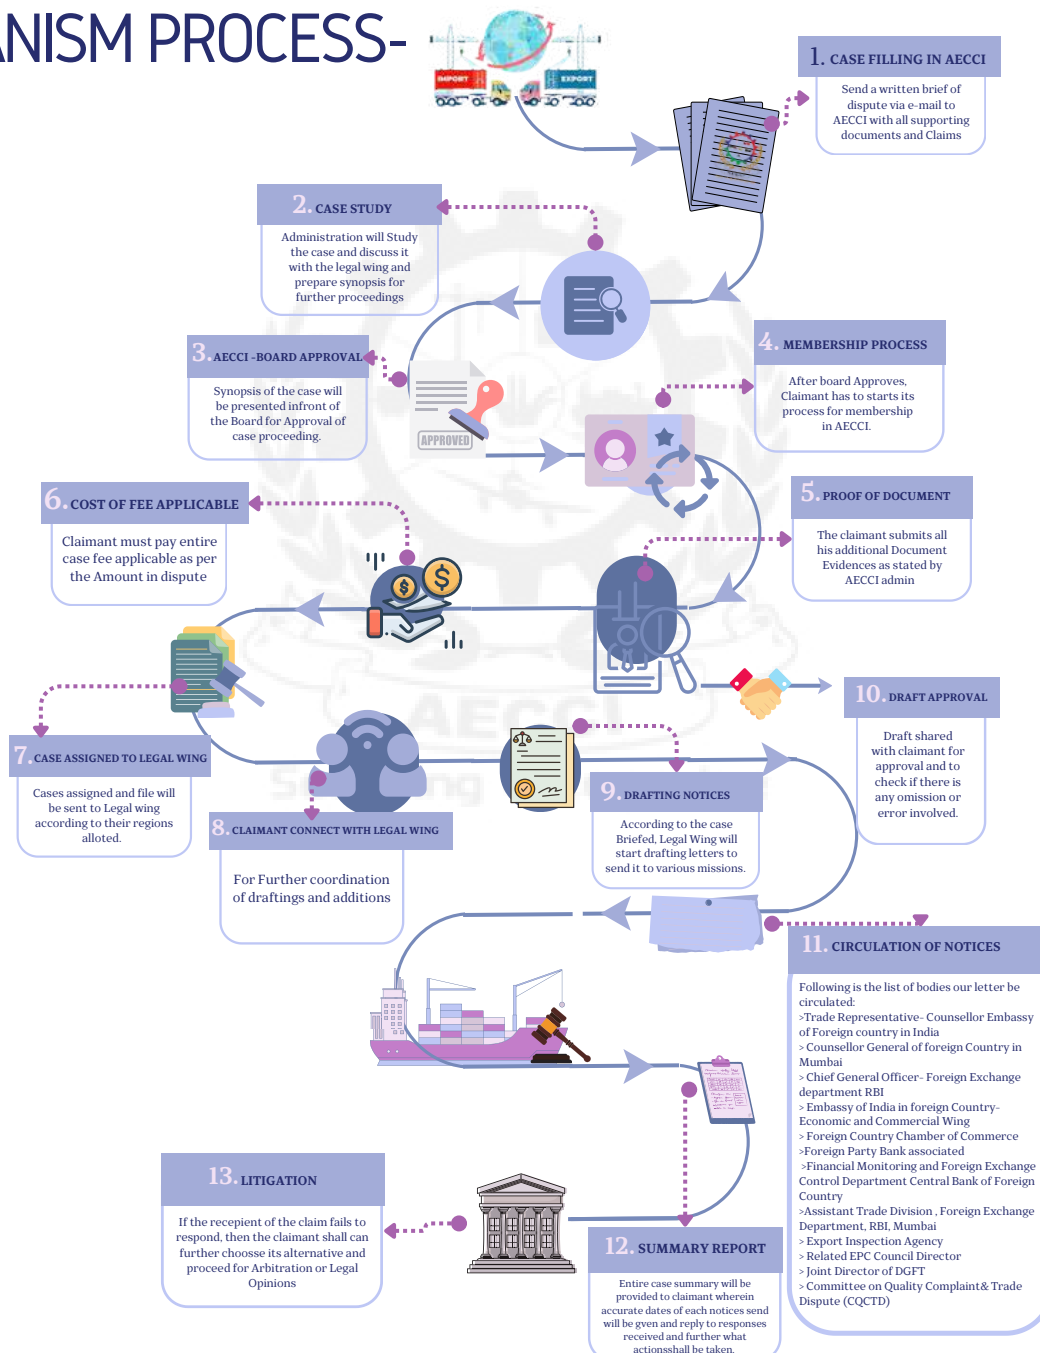 ANISM PROCESS-
IMPORT
EXPORT
1. CASE FILLING IN AECCI
Send a written brief of
dispute via e-mail to
AECCI with all supporting
documents and Claims
2. CASE STUDY
Administration will Study
the case and discuss it
with the legal wing and
prepare synopsis for
further proceedings
3. AECCI -BOARD APPROVAL
Synopsis of the case will
be presented infront of
the Board for Approval of
case proceeding.
APPROVED
4. MEMBERSHIP PROCESS
After board Approves,
Claimant has to starts its
process for membership
in AECCI.
5. PROOF OF DOCUMENT
The claimant submits all
his additional Document
Evidences as stated by
AECCI admin
6. COST OF FEE APPLICABLE
Claimant must pay entire
case fee applicable as per
the Amount in dispute
$
$
AECCI
7. CASE ASSIGNED TO LEGAL WING
Cases assigned and file will
be sent to Legal wing
according to their regions
alloted.
8. CLAIMANT CONNECT WITH LEGAL WING
For Further coordination
of draftings and additions
9. DRAFTING NOTICES
According to the case
Briefed, Legal Wing will
start drafting letters to
send it to various missions.
10. DRAFT APPROVAL
Draft shared
with claimant for
approval and to
check if there is
any omission or
error involved.
11. CIRCULATION OF NOTICES
Following is the list of bodies our letter be
circulated:
>Trade Representative- Counsellor Embassy
of Foreign country in India
> Counsellor General of foreign Country in
Mumbai
> Chief General Officer- Foreign Exchange
department RBI
> Embassy of India in foreign Country-
Economic and Commercial Wing
> Foreign Country Chamber of Commerce
>Foreign Party Bank associated
>Financial Monitoring and Foreign Exchange
Control Department Central Bank of Foreign
Country
>Assistant Trade Division , Foreign Exchange
Department, RBI, Mumbai
> Export Inspection Agency
> Related EPC Council Director
> Joint Director of DGFT
> Committee on Quality Complaint& Trade
Dispute (CQCTD)
12. SUMMARY REPORT
Entire case summary will be
provided to claimant wherein
accurate dates of each notices send
will be gven and reply to responses
received and further what
actionsshall be taken.
13. LITIGATION
If the recepient of the claim fails to
respond, then the claimant shall can
further choosse its alternative and
proceed for Arbitration or Legal
Opinions